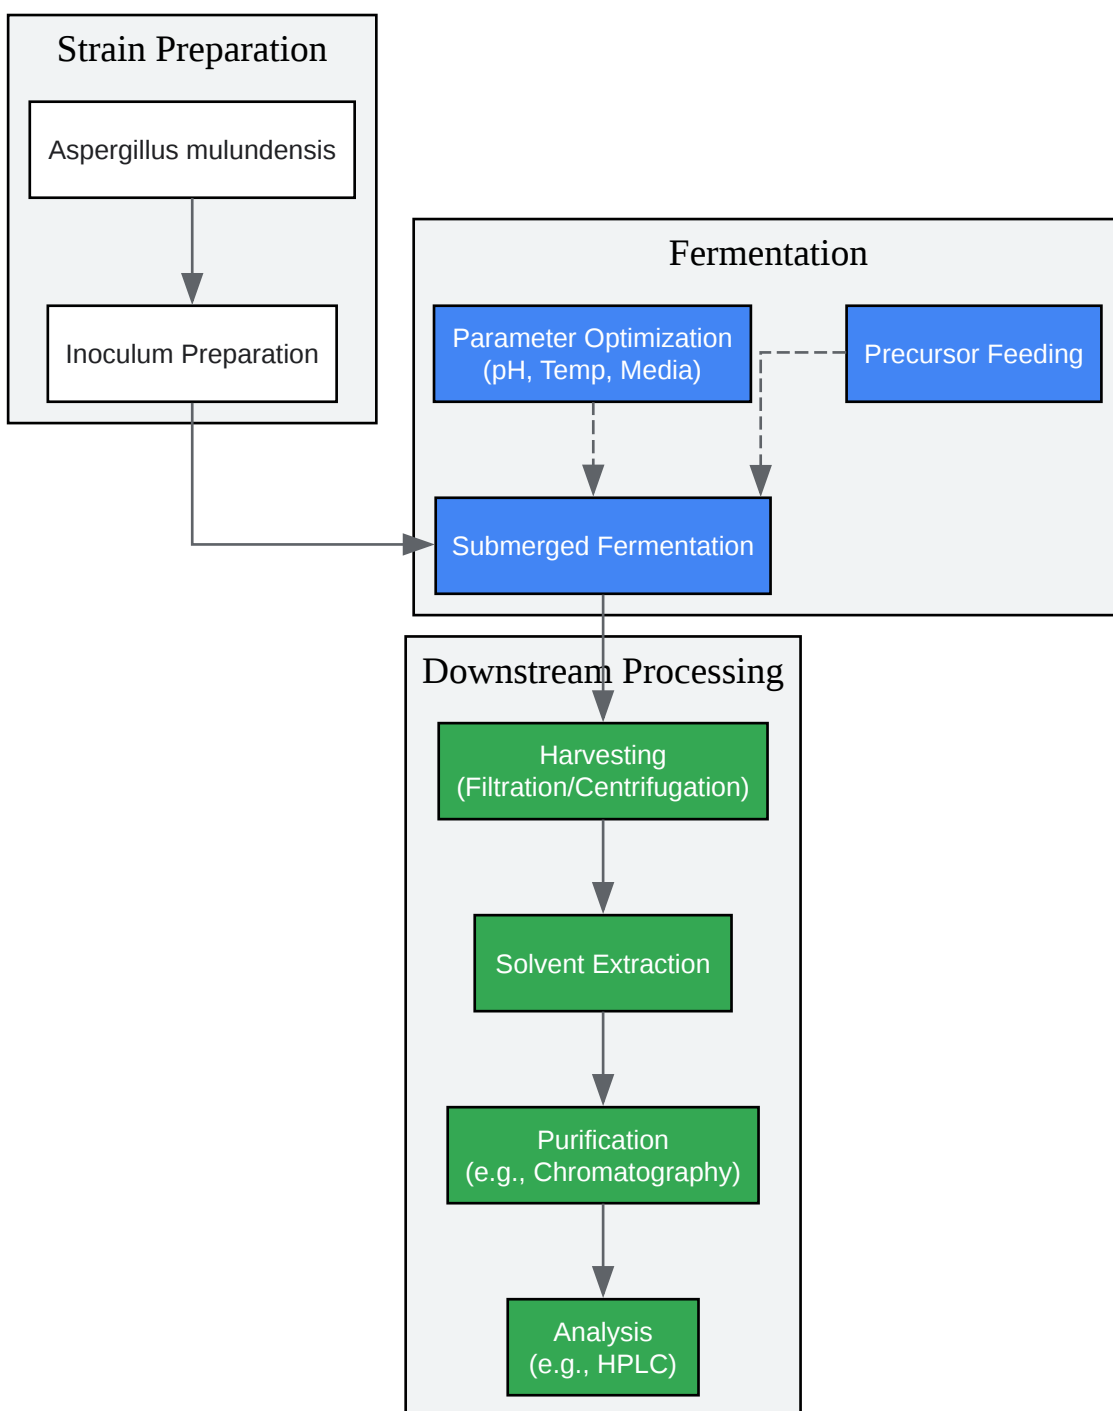 Strain Preparation
Aspergillus mulundensis
Inoculum Preparation
Fermentation
Parameter Optimization
(pH, Temp, Media)
Precursor Feeding
Submerged Fermentation
Downstream Processing
Harvesting
(Filtration/Centrifugation)
Solvent Extraction
Purification
(e.g., Chromatography)
Analysis
(e.g., HPLC)